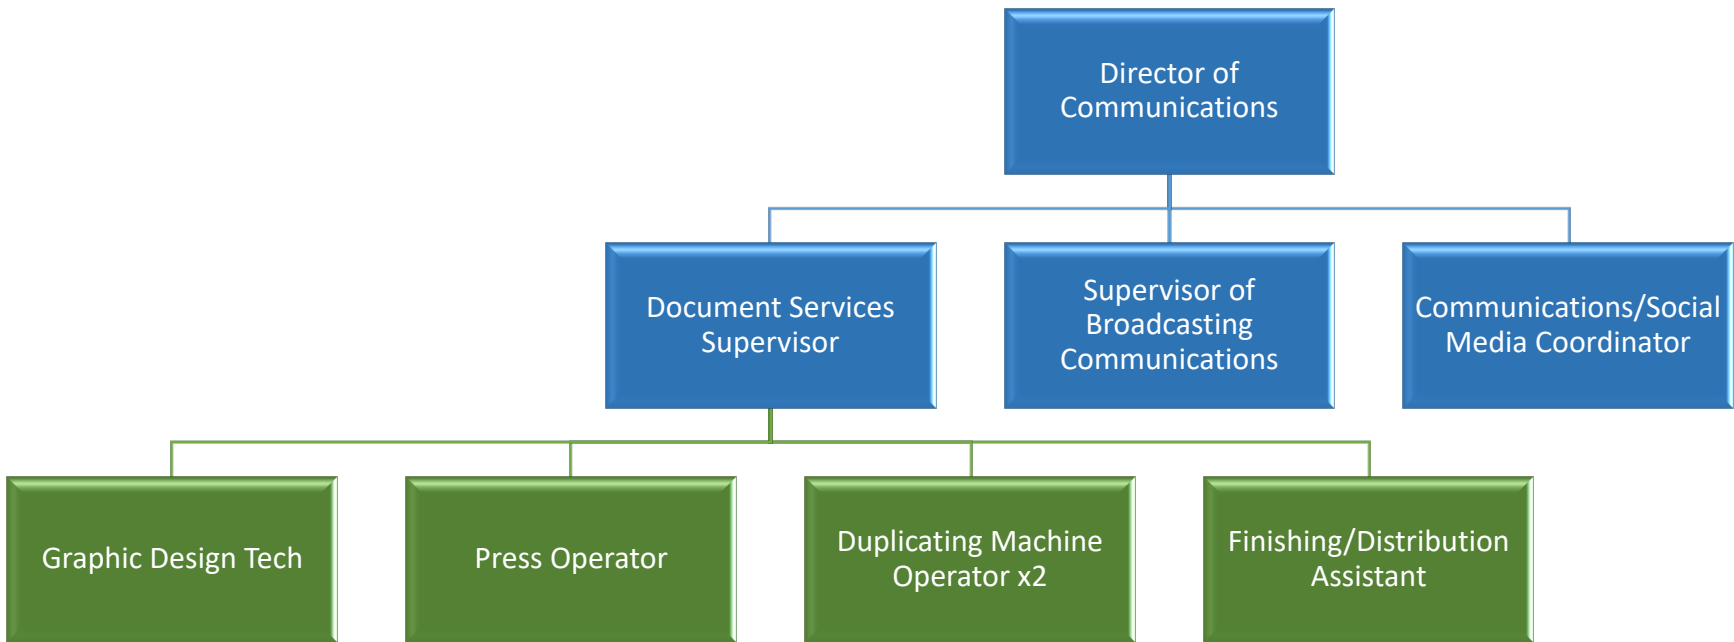 Director of
Communications
Document Services
Supervisor
Supervisor of
Broadcasting
Communications
Communications/Social
Media Coordinator
Graphic Design Tech
Press Operator
Duplicating Machine
Operator x2
Finishing/Distribution
Assistant